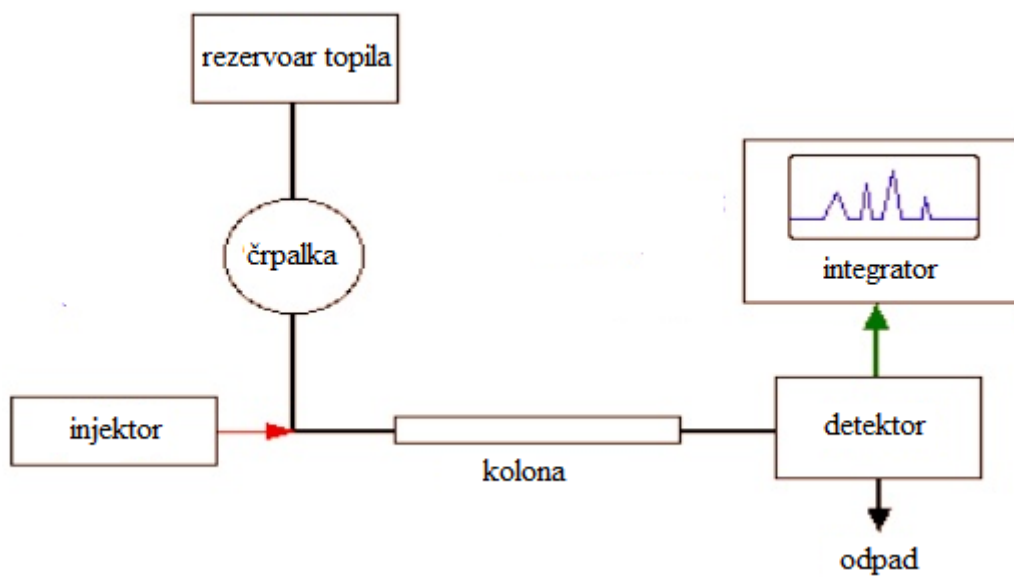 rezervoar topila
črpalka
integrator
injektor
detektor
kolona
odpad